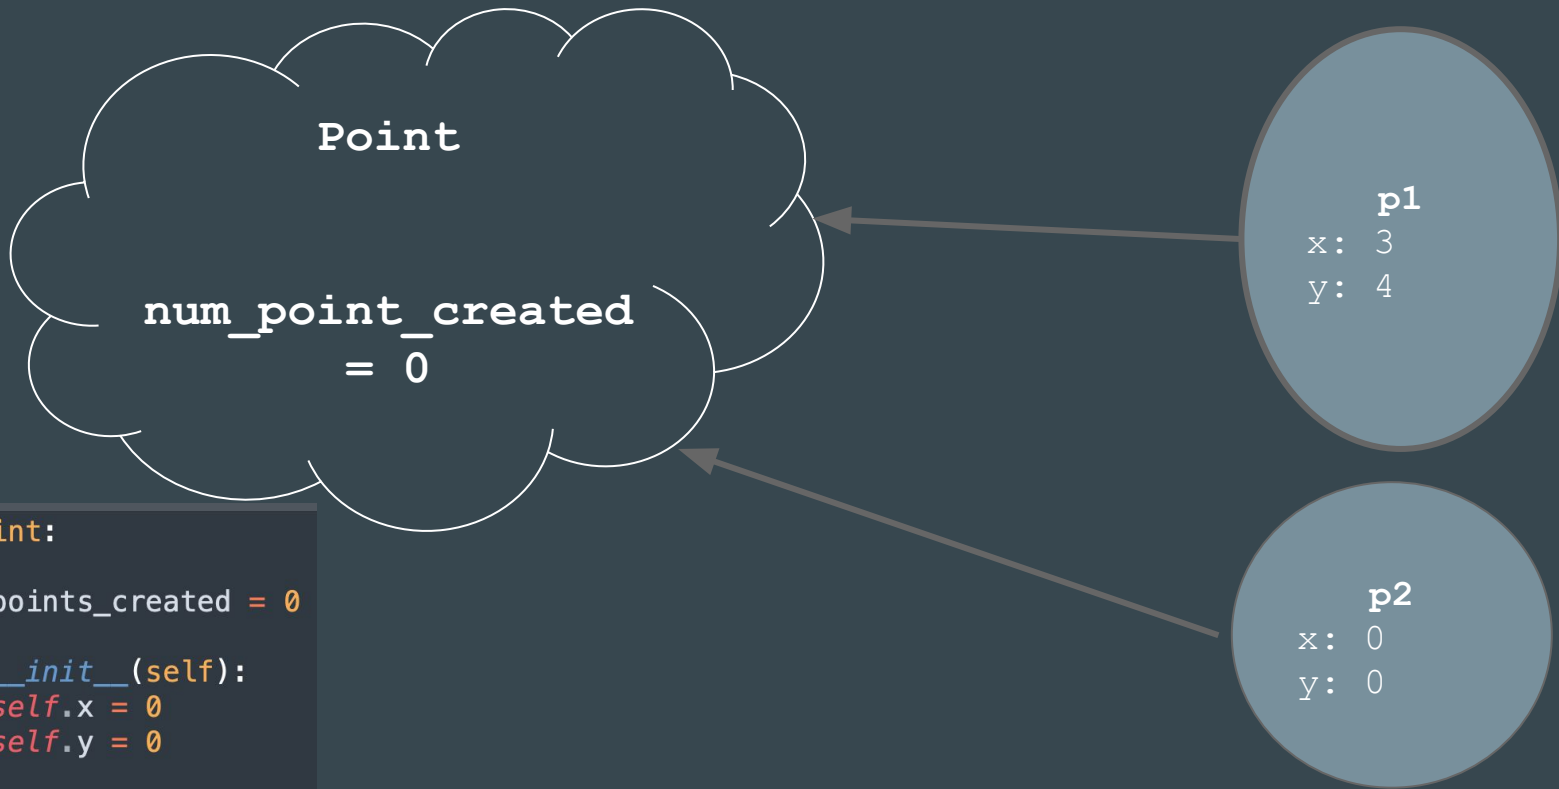 Point
num_point_created
= 0
p1
x: 3
y: 4
p2
x: 0
y: 0
int:
points_created = 0
__init__(self):
self.x = 0
self.y = 0